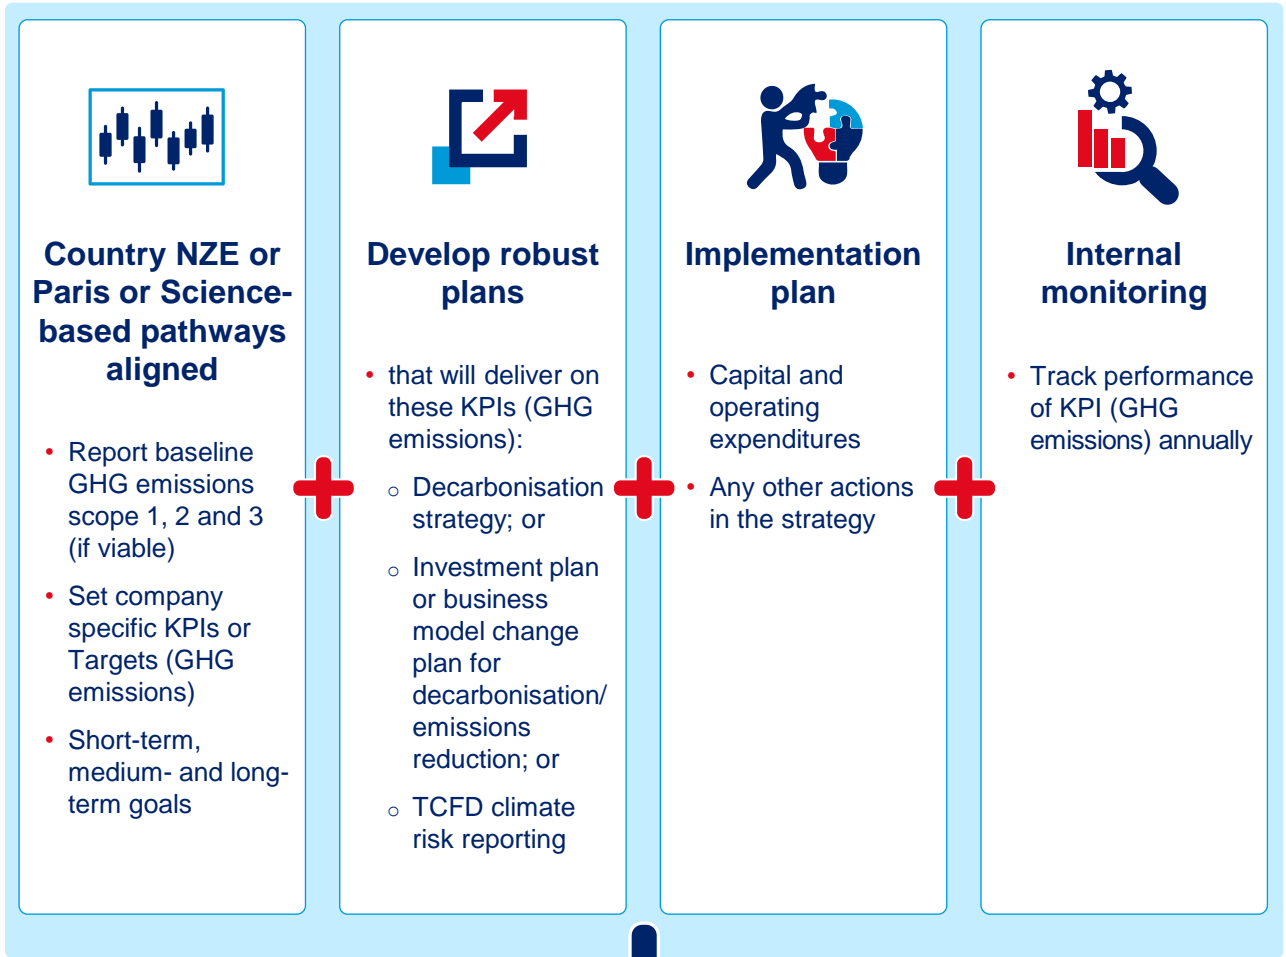 Country NZE or
Paris or Science-
based pathways
aligned
• Report baseline
GHG emissions
scope 1, 2 and 3
(if viable)
• Set company
specific KPIs or
Targets (GHG
emissions)
• Short-term,
medium- and long-
term goals
Develop robust
plans
• that will deliver on
these KPIs (GHG
emissions):
○ Decarbonisation
strategy; or
○ Investment plan
or business
model change
plan for
decarbonisation/
emissions
reduction; or
○ TCFD climate
risk reporting
Implementation
plan
• Capital and
operating
expenditures
• Any other actions
in the strategy
Internal
monitoring
• Track performance
of KPI (GHG
emissions) annually